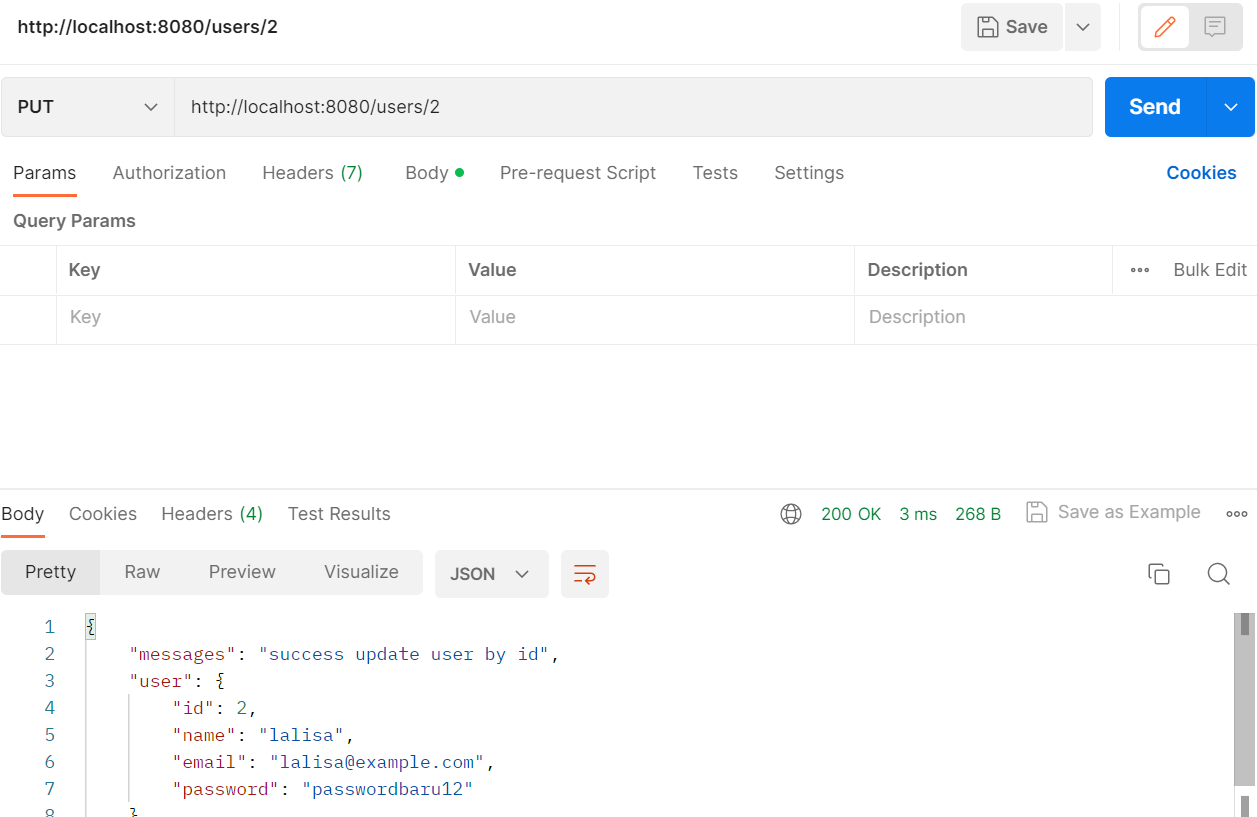 http://localhost:8080/users/2
Save
PUT
http://localhost:8080/users/2
Send
Params Authorization Headers (7) Body Pre-request Script Tests Settings Cookies
Query Params
Key Value Description Bulk Edit
Key Value Description
Body Cookies Headers (4) Test Results 200 OK 3 ms 268 B Save as Example
Pretty Raw Preview Visualize JSON
1 {
2 "messages": "success update user by id",
3 "user": {
4 "id": 2,
5 "name": "lalisa",
6 "email": "lalisa@example.com",
7 "password": "passwordbaru12"
8 }